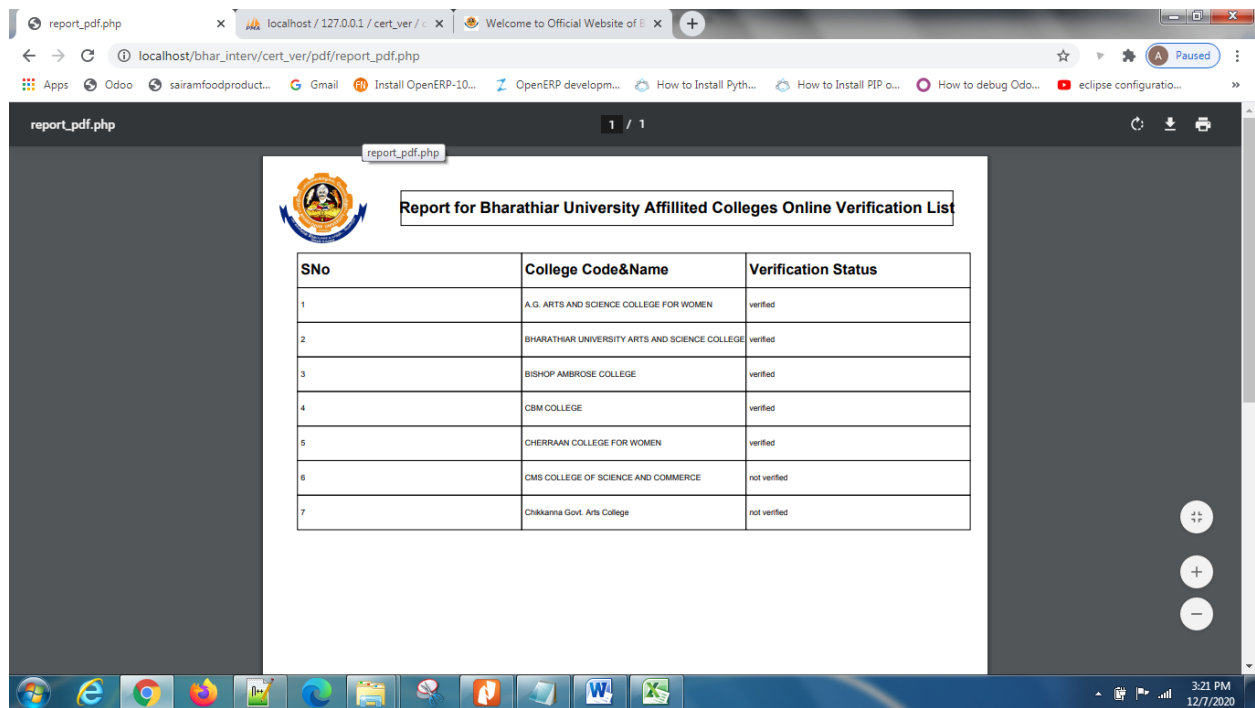 report_pdf.php
localhost / 127.0.0.1 / cert_ver / c
Welcome to Official Website of B
localhost/bhar_interv/cert_ver/pdf/report_pdf.php
A Paused
Apps Odoo sairamfoodproduct... Gmail Install OpenERP-10... OpenERP developm... How to Install Pyth... How to Install PIP o... How to debug Odo... eclipse configuratio... »
report_pdf.php 1 / 1
report_pdf.php
Report for Bharathiar University Affillited Colleges Online Verification List
SNo College Code&Name Verification Status
1 A.G. ARTS AND SCIENCE COLLEGE FOR WOMEN verified
2 BHARATHIAR UNIVERSITY ARTS AND SCIENCE COLLEGE verified
3 BISHOP AMBROSE COLLEGE verified
4 CBM COLLEGE verified
5 CHERRAAN COLLEGE FOR WOMEN verified
6 CMS COLLEGE OF SCIENCE AND COMMERCE not verified
7 Chikkanna Govt. Arts College not verified
3:21 PM
12/7/2020